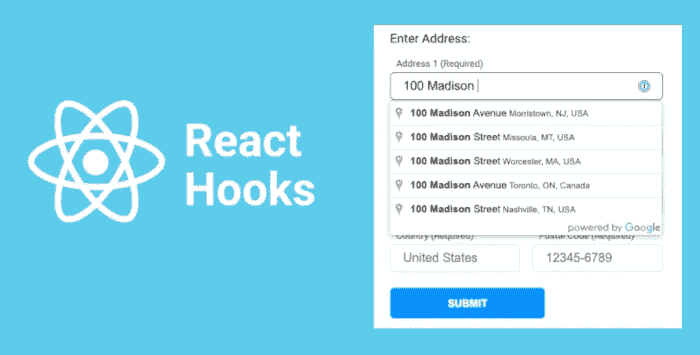 React
Hooks
Enter Address:
Address 1 (Required)
100 Madison
100 Madison Avenue Morristown, NJ, USA
100 Madison Street Missoula, MT, USA
100 Madison Street Worcester, MA, USA
100 Madison Avenue Toronto, ON, Canada
100 Madison Street Nashville, TN, USA
powered by Google
Country (Required) Postal Code (Required)
United States 12345-6789
SUBMIT